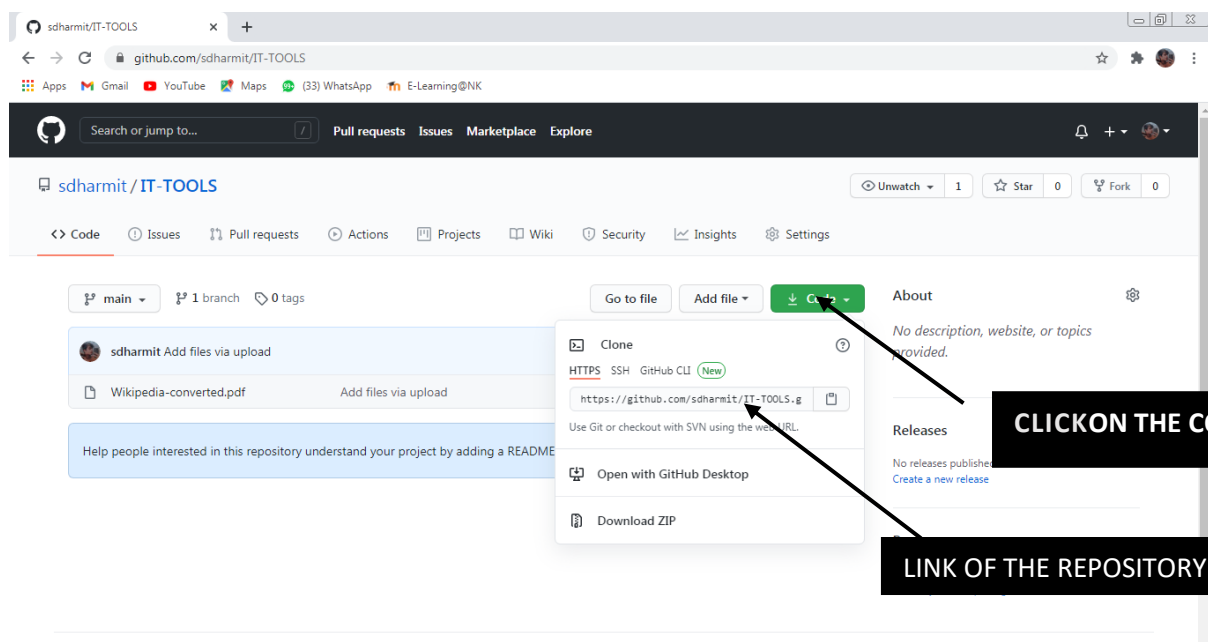 sdharmit/IT-TOOLS
github.com/sdharmit/IT-TOOLS
Apps Gmail YouTube Maps (33) WhatsApp E-Learning@NK
Search or jump to... / Pull requests Issues Marketplace Explore
sdharmit / IT-TOOLS Unwatch 1 Star 0 Fork 0
<> Code Issues Pull requests Actions Projects Wiki Security Insights Settings
main 1 branch 0 tags Go to file Add file Code About
No description, website, or topics
provided.
sdharmit Add files via upload Clone
HTTPS SSH GitHub CLI New
Wikipedia-converted.pdf Add files via upload https://github.com/sdharmit/IT-TOOLS.g
Use Git or checkout with SVN using the web URL.
CLICKON THE
Releases
Help people interested in this repository understand your project by adding a README
No releases
Create a new release
Open with GitHub Desktop
Download ZIP
LINK OF THE REPOSITORY